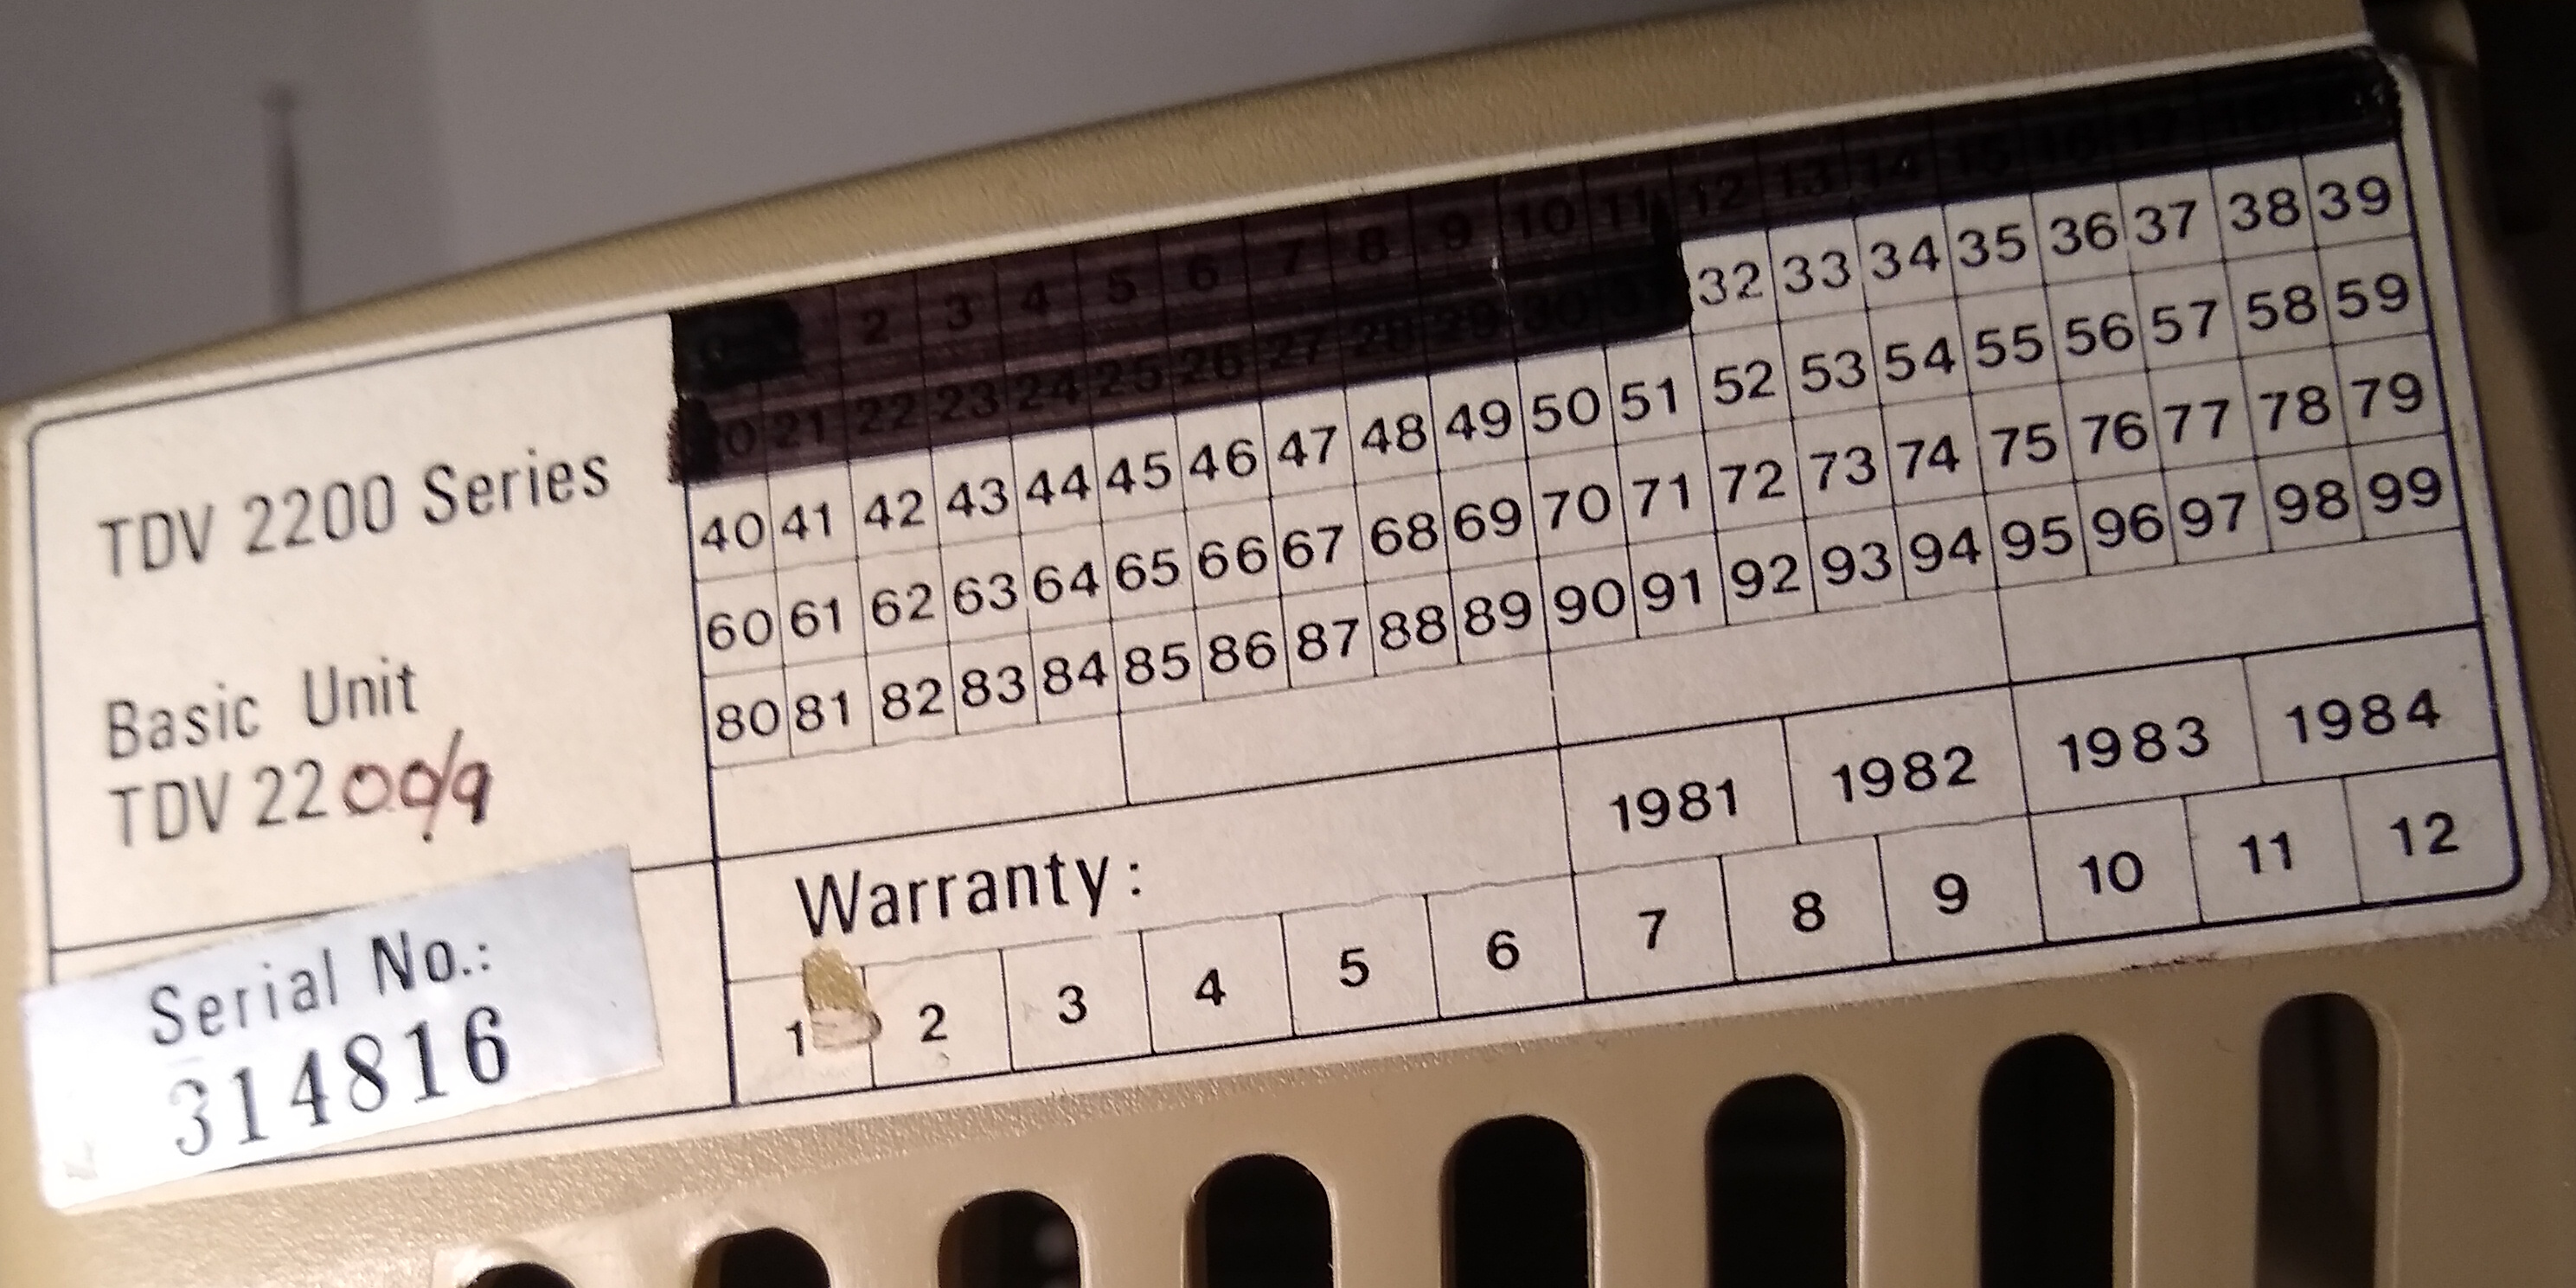 TDV 2200 Series
Basic Unit
TDV 2200/9
Serial No.:
314816
2 3 4 5 6 7 8 9 10 11 12 13 14 15 16 17 18
20 21 22 23 24 25 26 27 28 29 30 31 32 33 34 35 36 37 38 39
40 41 42 43 44 45 46 47 48 49 50 51 52 53 54 55 56 57 58 59
60 61 62 63 64 65 66 67 68 69 70 71 72 73 74 75 76 77 78 79
80 81 82 83 84 85 86 87 88 89 90 91 92 93 94 95 96 97 98 99
Warranty: 1981 1982 1983 1984
1 2 3 4 5 6 7 8 9 10 11 12